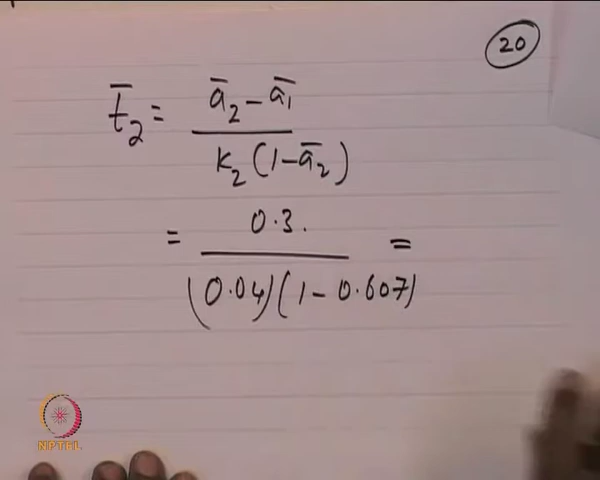 20
t̄₂ = (ā₂ − ā₁) / (k₂ (1 − ā₂))
= 0.3. / ((0.04)(1 − 0.607) =
NPTEL